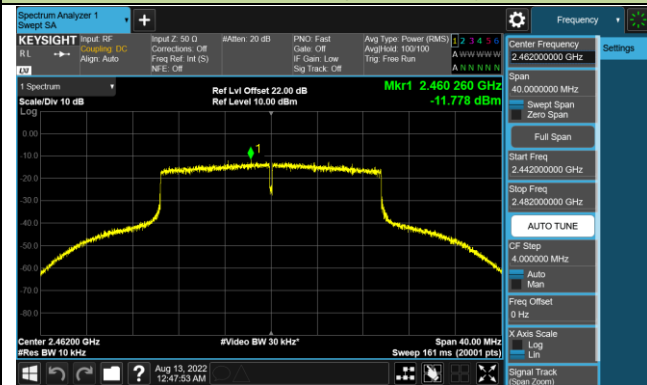 Spectrum Analyzer 1
Swept SA
Frequency
KEYSIGHT
RL
LXI
Input: RF
Coupling: DC
Align: Auto
Input Z: 50 Ω
Corrections: Off
Freq Ref: Int (S)
NFE: Off
#Atten: 20 dB
PNO: Fast
Gate: Off
IF Gain: Low
Sig Track: Off
Avg Type: Power (RMS)
Avg|Hold: 100/100
Trig: Free Run
1 2 3 4 5 6
A W W W W W
A N N N N N
1 Spectrum
Scale/Div 10 dB
Log
Ref Lvl Offset 22.00 dB
Ref Level 10.00 dBm
Mkr1 2.460 260 GHz
-11.778 dBm
0.00
-10.0
-20.0
-30.0
-40.0
-50.0
-60.0
-70.0
-80.0
1
Center 2.46200 GHz
#Res BW 10 kHz
#Video BW 30 kHz*
Span 40.00 MHz
Sweep 161 ms (20001 pts)
Center Frequency
2.462000000 GHz
Settings
Span
40.0000000 MHz
Swept Span
Zero Span
Full Span
Start Freq
2.442000000 GHz
Stop Freq
2.482000000 GHz
AUTO TUNE
CF Step
4.000000 MHz
Auto
Man
Freq Offset
0 Hz
X Axis Scale
Log
Lin
Signal Track
(Span Zoom)
?
Aug 13, 2022
12:47:53 AM